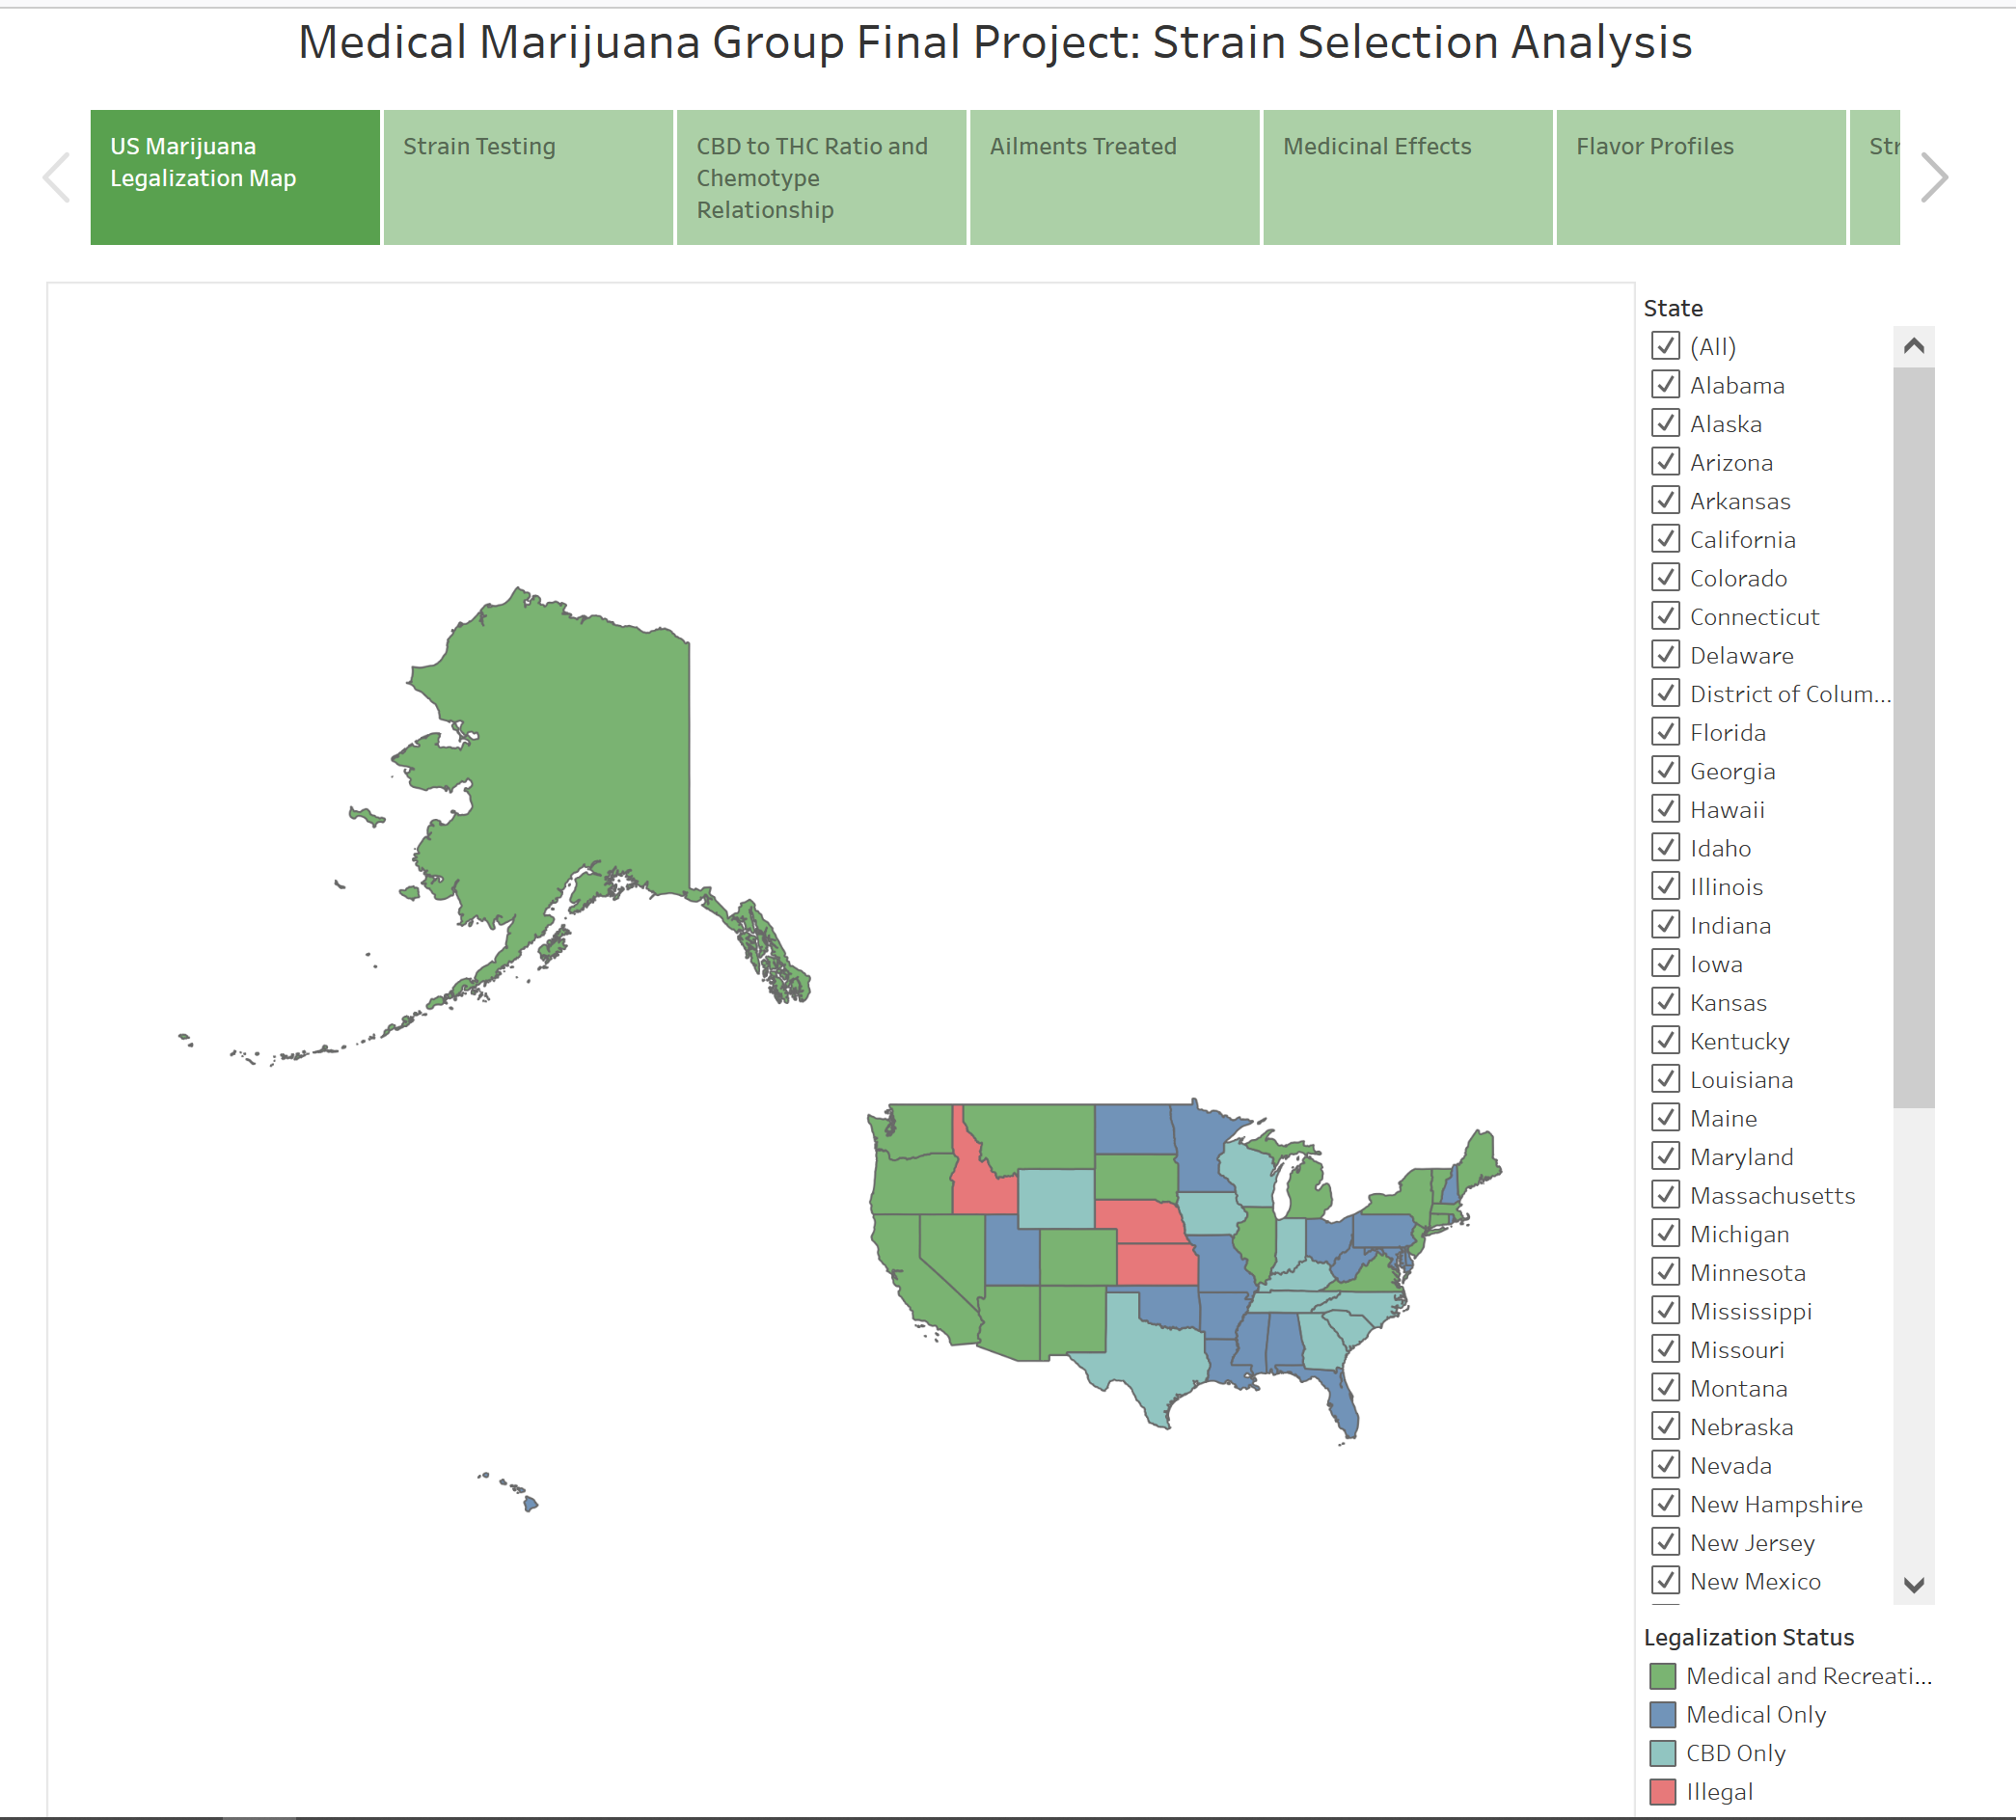 Medical Marijuana Group Final Project: Strain Selection Analysis
US Marijuana
Legalization Map
Strain Testing
CBD to THC Ratio and
Chemotype
Relationship
Ailments Treated
Medicinal Effects
Flavor Profiles
Str
State
(All)
Alabama
Alaska
Arizona
Arkansas
California
Colorado
Connecticut
Delaware
District of Colum...
Florida
Georgia
Hawaii
Idaho
Illinois
Indiana
Iowa
Kansas
Kentucky
Louisiana
Maine
Maryland
Massachusetts
Michigan
Minnesota
Mississippi
Missouri
Montana
Nebraska
Nevada
New Hampshire
New Jersey
New Mexico
Legalization Status
Medical and Recreati...
Medical Only
CBD Only
Illegal